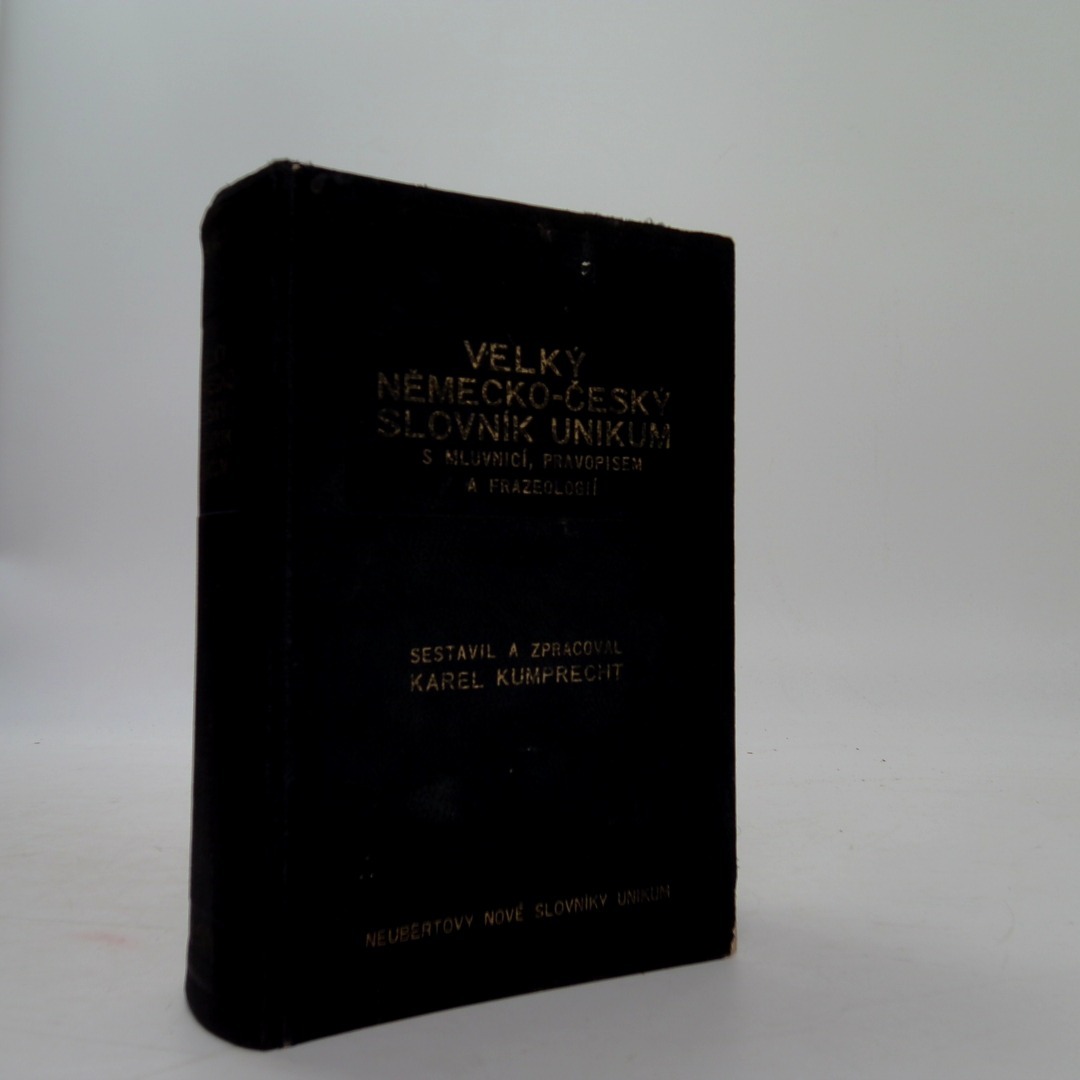 VELKÝ
NĚMECKO-ČESKÝ
SLOVNÍK UNIKUM
S MLUVNICÍ, PRAVOPISEM
A FRAZEOLOGIÍ
SESTAVIL A ZPRACOVAL
KAREL KUMPRECHT
NEUBERTOVY NOVÉ SLOVNÍKY UNIKUM